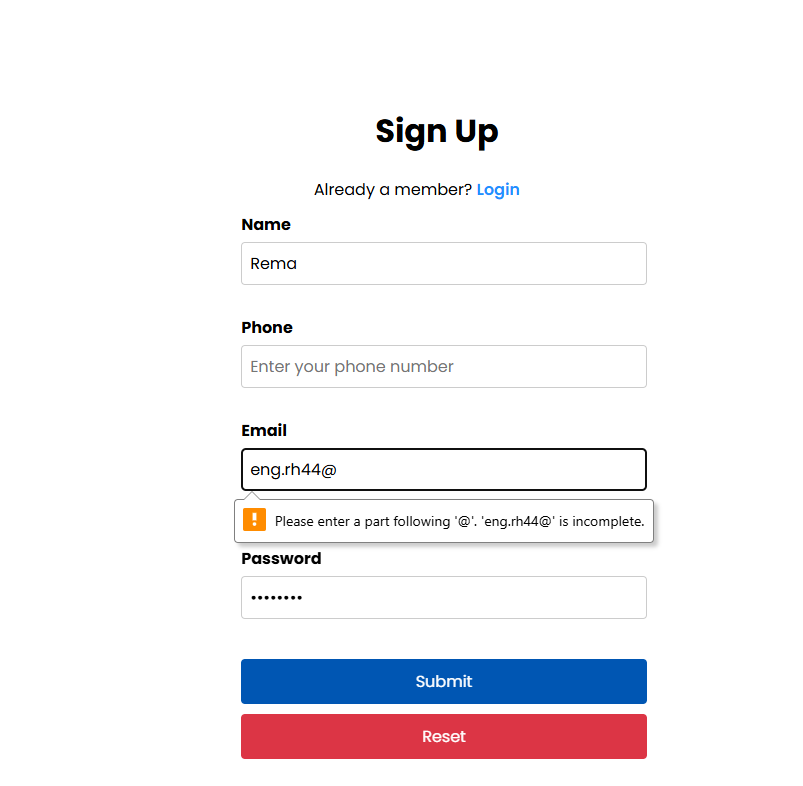 Sign Up
Already a member? Login
Name
Rema
Phone
Enter your phone number
Email
eng.rh44@
Please enter a part following '@'. 'eng.rh44@' is incomplete.
Password
••••••••
Submit
Reset